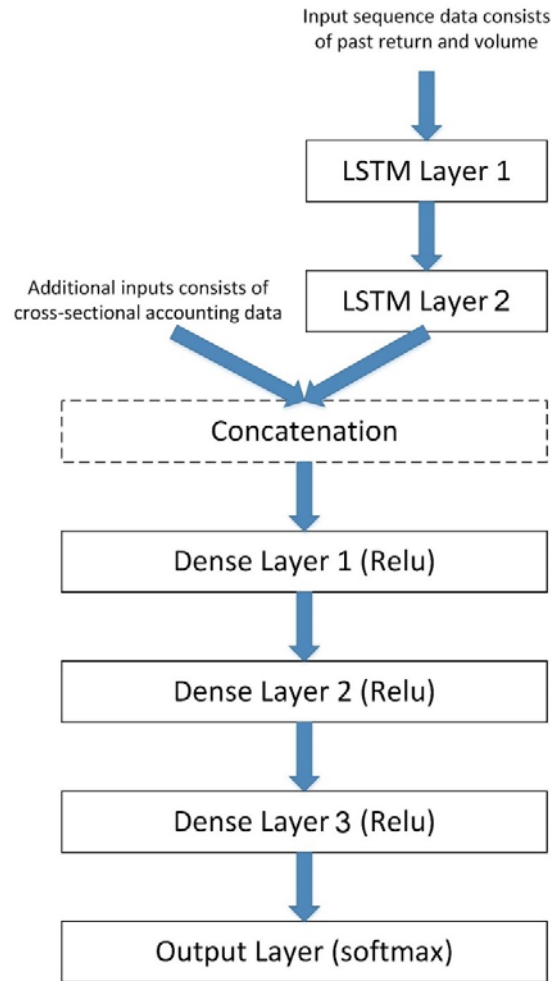 Input sequence data consists
of past return and volume
LSTM Layer 1
LSTM Layer 2
Additional inputs consists of
cross-sectional accounting data
Concatenation
Dense Layer 1 (Relu)
Dense Layer 2 (Relu)
Dense Layer 3 (Relu)
Output Layer (softmax)